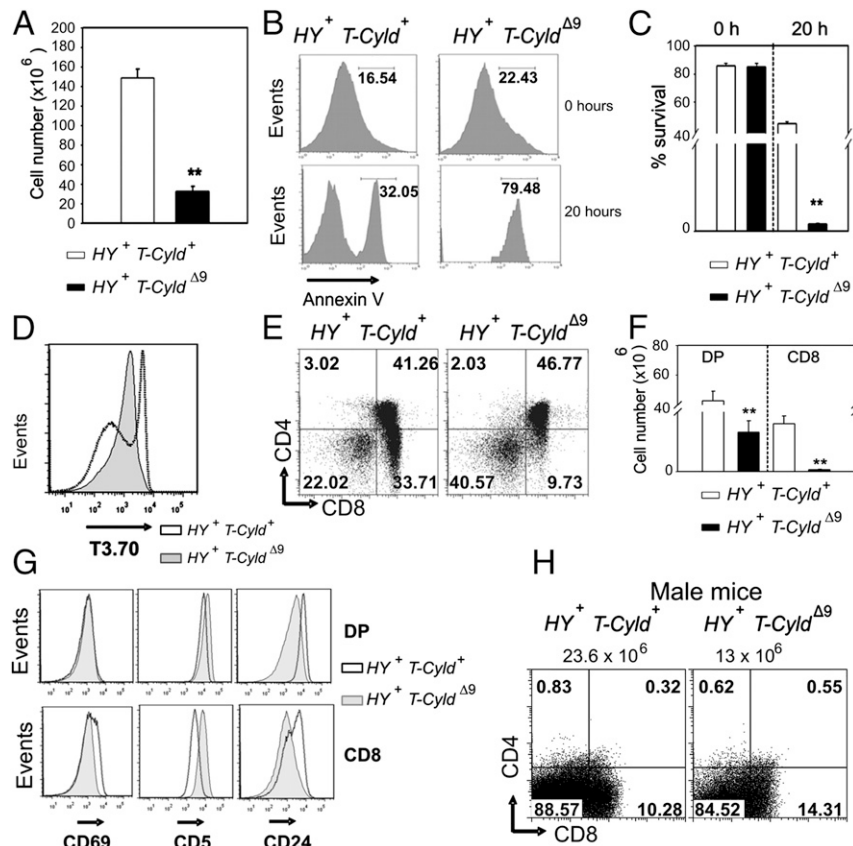 A
Cell number (x10⁶)
200
180
160
140
120
100
80
60
40
20
0
**
HY⁺ T-Cyld⁺
HY⁺ T-Cyld Δ9
B
HY⁺ T-Cyld⁺
HY⁺ T-Cyld Δ9
Events
16.54
22.43
0 hours
Events
32.05
79.48
20 hours
Annexin V
C
0 h
20 h
% survival
100
80
60
40
0
**
HY⁺ T-Cyld⁺
HY⁺ T-Cyld Δ9
D
Events
10¹ 10² 10³ 10⁴
T3.70
HY⁺ T-Cyld⁺
HY⁺ T-Cyld Δ9
E
HY⁺ T-Cyld⁺
HY⁺ T-Cyld Δ9
3.02 41.26
2.03 46.77
CD4
22.02 33.71
40.57 9.73
CD8
F
Cell number (x10⁶)
80
40
0
DP
CD8
**
**
HY⁺ T-Cyld⁺
HY⁺ T-Cyld Δ9
G
Events
DP
HY⁺ T-Cyld⁺
HY⁺ T-Cyld Δ9
Events
CD8
CD69
CD5
CD24
H
Male mice
HY⁺ T-Cyld⁺
HY⁺ T-Cyld Δ9
23.6 x 10⁶
13 x 10⁶
0.83 0.32
0.62 0.55
CD4
88.57 10.28
84.52 14.31
CD8